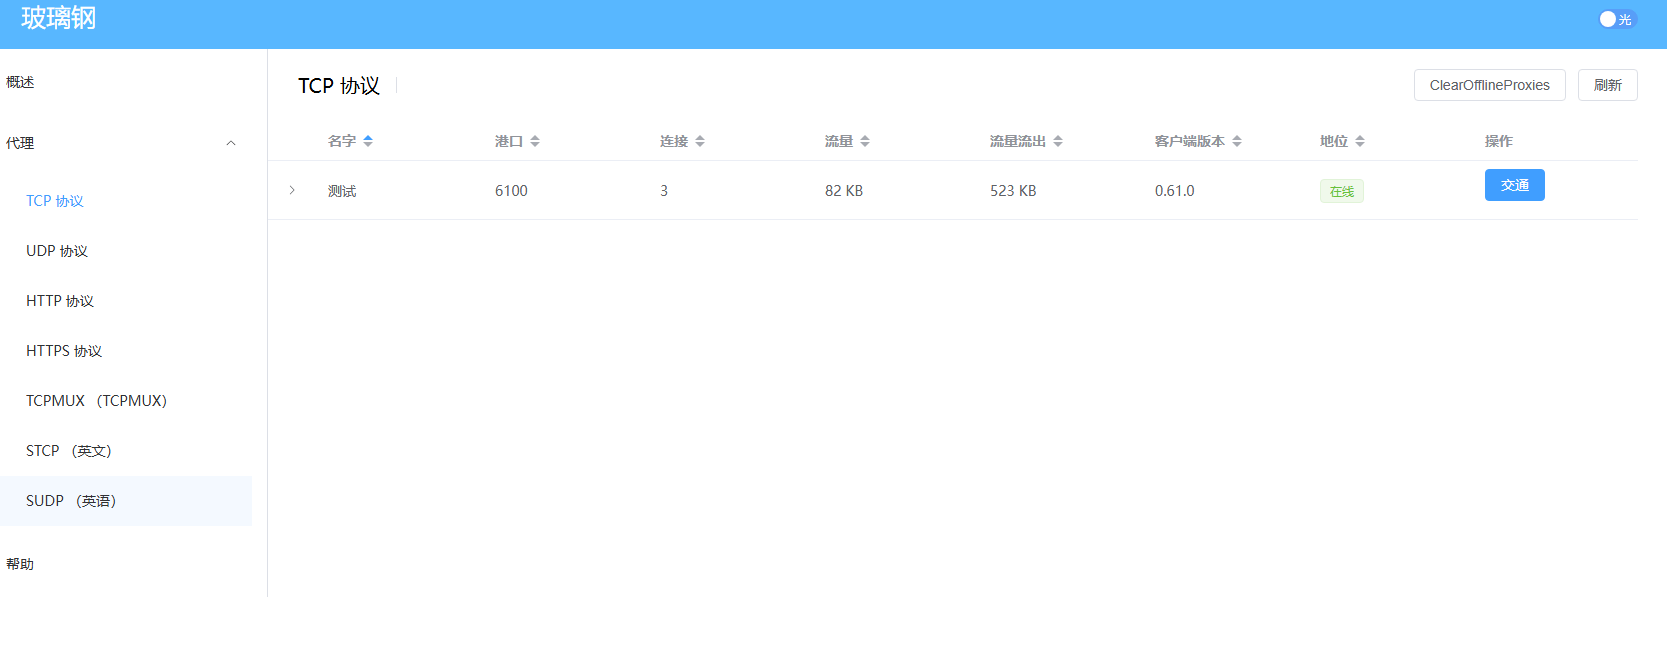 玻璃钢
光
概述
代理
TCP 协议
UDP 协议
HTTP 协议
HTTPS 协议
TCPMUX （TCPMUX）
STCP （英文）
SUDP （英语）
帮助
TCP 协议
ClearOfflineProxies
刷新
名字 港口 连接 流量 流量流出 客户端版本 地位 操作
测试 6100 3 82 KB 523 KB 0.61.0 在线 交通